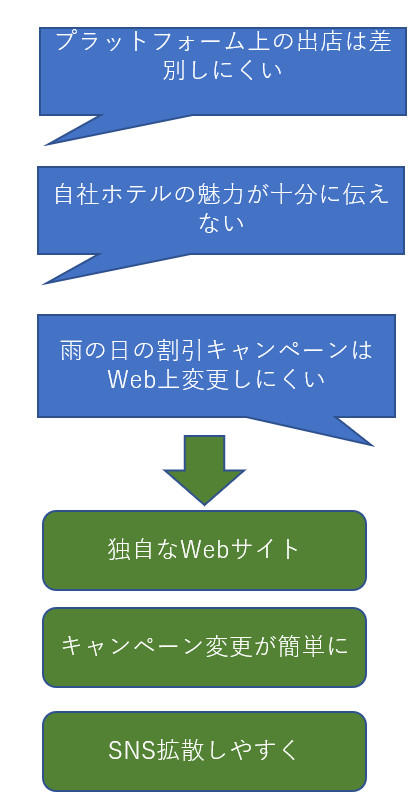 プラットフォーム上の出店は差
別しにくい
自社ホテルの魅力が十分に伝え
ない
雨の日の割引キャンペーンは
Web上変更しにくい
独自なWebサイト
キャンペーン変更が簡単に
SNS拡散しやすく